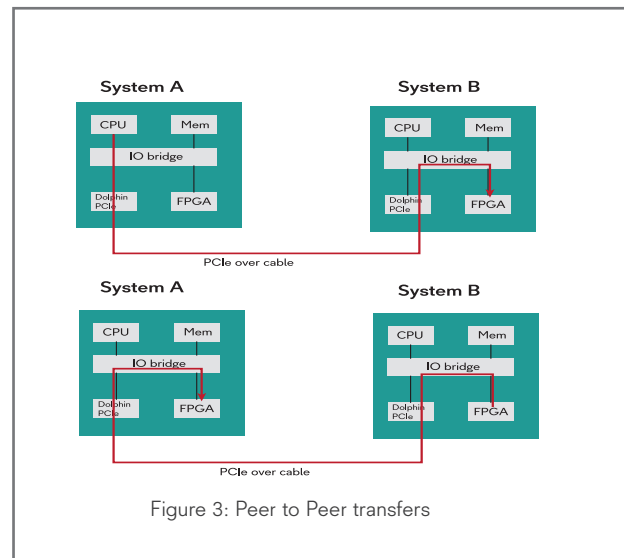 System A
System B
CPU
Mem
IO bridge
Dolphin
PCIe
FPGA
CPU
Mem
IO bridge
Dolphin
PCIe
FPGA
PCIe over cable
System A
System B
CPU
Mem
IO bridge
Dolphin
PCIe
FPGA
CPU
Mem
IO bridge
Dolphin
PCIe
FPGA
PCIe over cable
Figure 3: Peer to Peer transfers